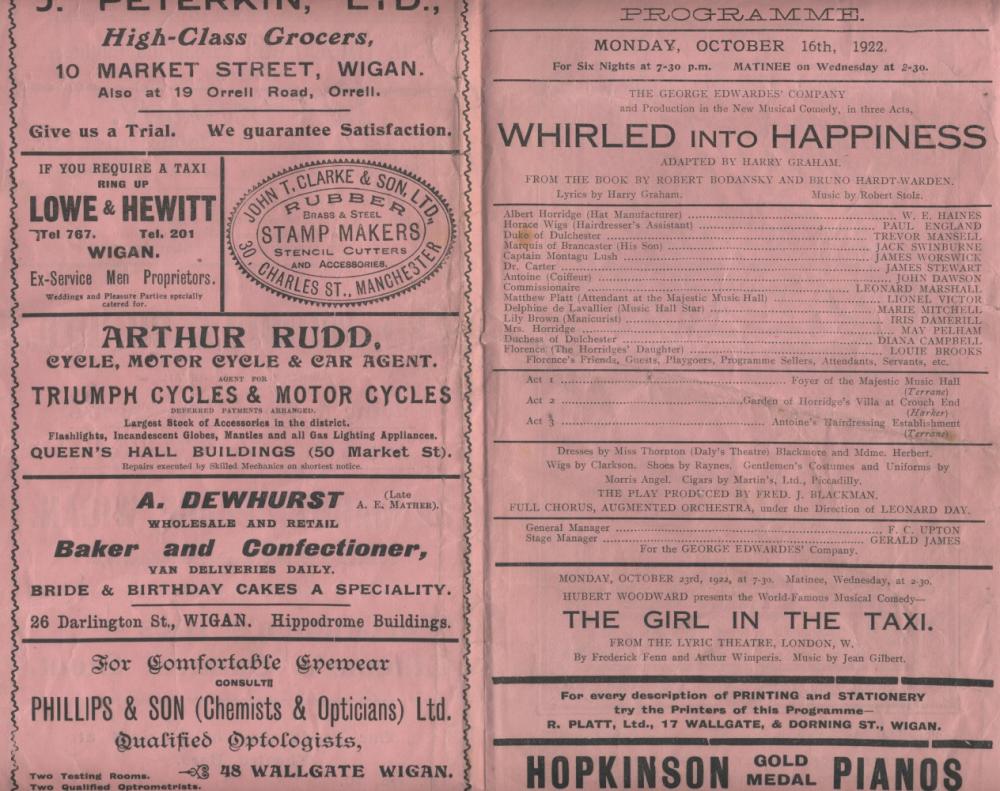 J. PETERKIN, LTD.,
High-Class Grocers,
10 MARKET STREET, WIGAN.
Also at 19 Orrell Road, Orrell.
Give us a Trial. We guarantee Satisfaction.
IF YOU REQUIRE A TAXI
RING UP
LOWE & HEWITT
Tel 767. Tel. 201
WIGAN.
Ex-Service Men Proprietors.
Weddings and Pleasure Parties specially
catered for.
JOHN T. CLARKE & SON, LTD,
RUBBER
BRASS & STEEL
STAMP MAKERS
STENCIL CUTTERS
AND ACCESSORIES.
30, CHARLES ST., MANCHESTER
ARTHUR RUDD,
CYCLE, MOTOR CYCLE & CAR AGENT.
AGENT FOR
TRIUMPH CYCLES & MOTOR CYCLES
DEFERRED PAYMENTS ARRANGED.
Largest Stock of Accessories in the district.
Flashlights, Incandescent Globes, Mantles and all Gas Lighting Appliances.
QUEEN'S HALL BUILDINGS (50 Market St).
Repairs executed by Skilled Mechanics on shortest notice.
A. DEWHURST (Late A. E. MATHER).
WHOLESALE AND RETAIL
Baker and Confectioner,
VAN DELIVERIES DAILY.
BRIDE & BIRTHDAY CAKES A SPECIALITY.
26 Darlington St., WIGAN. Hippodrome Buildings.
For Comfortable Eyewear
CONSULT
PHILLIPS & SON (Chemists & Opticians) Ltd.
Qualified Optologists,
48 WALLGATE WIGAN.
Two Testing Rooms.
Two Qualified Optrometrists.
PROGRAMME.
MONDAY, OCTOBER 16th, 1922.
For Six Nights at 7-30 p.m. MATINEE on Wednesday at 2-30.
THE GEORGE EDWARDES' COMPANY
and Production in the New Musical Comedy, in three Acts,
WHIRLED INTO HAPPINESS
ADAPTED BY HARRY GRAHAM.
FROM THE BOOK BY ROBERT BODANSKY AND BRUNO HARDT-WARDEN.
Lyrics by Harry Graham. Music by Robert Stolz.
Albert Horridge (Hat Manufacturer) ... W. E. HAINES
Horace Wigs (Hairdresser's Assistant) ... PAUL ENGLAND
Duke of Dulchester ... TREVOR MANSELL
Marquis of Brancaster (His Son) ... JACK SWINBURNE
Captain Montagu Lush ... JAMES WORSWICK
Dr. Carter ... JAMES STEWART
Antoine (Coiffeur) ... JOHN DAWSON
Commissionaire ... LEONARD MARSHALL
Matthew Platt (Attendant at the Majestic Music Hall) ... LIONEL VICTOR
Delphine de Lavallier (Music Hall Star) ... MARIE MITCHELL
Lily Brown (Manicurist) ... IRIS DAMERILL
Mrs. Horridge ... MAY PELHAM
Duchess of Dulchester ... DIANA CAMPBELL
Florence (The Horridges' Daughter) ... LOUIE BROOKS
Florence's Friends, Guests, Playgoers, Programme Sellers, Attendants, Servants, etc.
Act 1 ... Foyer of the Majestic Music Hall
(Terrane)
Act 2 ... Garden of Horridge's Villa at Crouch End
(Harker)
Act 3 ... Antoine's Hairdressing Establishment
(Terrane)
Dresses by Miss Thornton (Daly's Theatre) Blackmore and Mdme. Herbert.
Wigs by Clarkson. Shoes by Raynes. Gentlemen's Costumes and Uniforms by
Morris Angel. Cigars by Martin's, Ltd., Piccadilly.
THE PLAY PRODUCED BY FRED. J. BLACKMAN.
FULL CHORUS, AUGMENTED ORCHESTRA, under the Direction of LEONARD DAY.
General Manager ... F. C. UPTON
Stage Manager ... GERALD JAMES
For the GEORGE EDWARDES' Company.
MONDAY, OCTOBER 23rd, 1922, at 7-30. Matinee, Wednesday, at 2-30.
HUBERT WOODWARD presents the World-Famous Musical Comedy—
THE GIRL IN THE TAXI.
FROM THE LYRIC THEATRE, LONDON, W.
By Frederick Fenn and Arthur Wimperis. Music by Jean Gilbert.
For every description of PRINTING and STATIONERY
try the Printers of this Programme—
R. PLATT, Ltd., 17 WALLGATE, & DORNING ST., WIGAN.
HOPKINSON GOLD MEDAL PIANOS